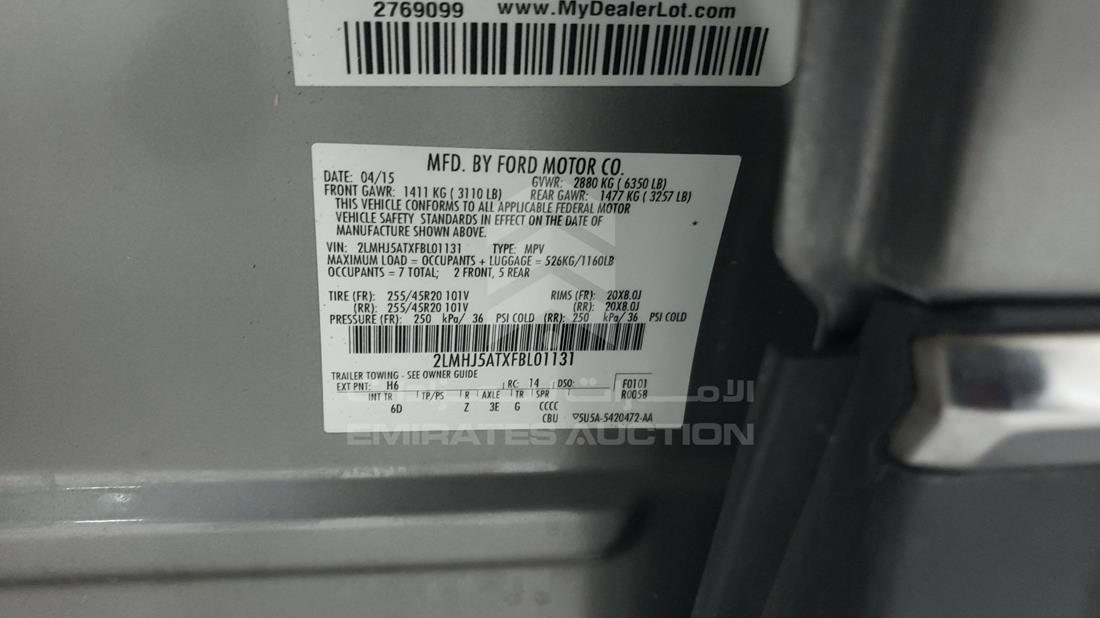 2769099 www.MyDealerLot.com
MFD. BY FORD MOTOR CO.
DATE: 04/15 GVWR: 2880 KG ( 6350 LB)
FRONT GAWR: 1411 KG ( 3110 LB) REAR GAWR: 1477 KG ( 3257 LB)
THIS VEHICLE CONFORMS TO ALL APPLICABLE FEDERAL MOTOR
VEHICLE SAFETY STANDARDS IN EFFECT ON THE DATE OF
MANUFACTURE SHOWN ABOVE.
VIN: 2LMHJ5ATXFBL01131 TYPE: MPV
MAXIMUM LOAD = OCCUPANTS + LUGGAGE = 526KG/1160LB
OCCUPANTS = 7 TOTAL; 2 FRONT, 5 REAR
TIRE (FR): 255/45R20 101V RIMS (FR): 20X8.0J
(RR): 255/45R20 101V (RR): 20X8.0J
PRESSURE (FR): 250 kPa/ 36 PSI COLD (RR): 250 kPa/ 36 PSI COLD
2LMHJ5ATXFBL01131
TRAILER TOWING - SEE OWNER GUIDE
EXT PNT: H6 RC: 14 DSO: F0101
INT TR TP/PS R AXLE TR SPR R0058
6D Z 3E G CCCC
CBU 5U5A-5420472-AA
الإمارات للمزادات
EMIRATES AUCTION